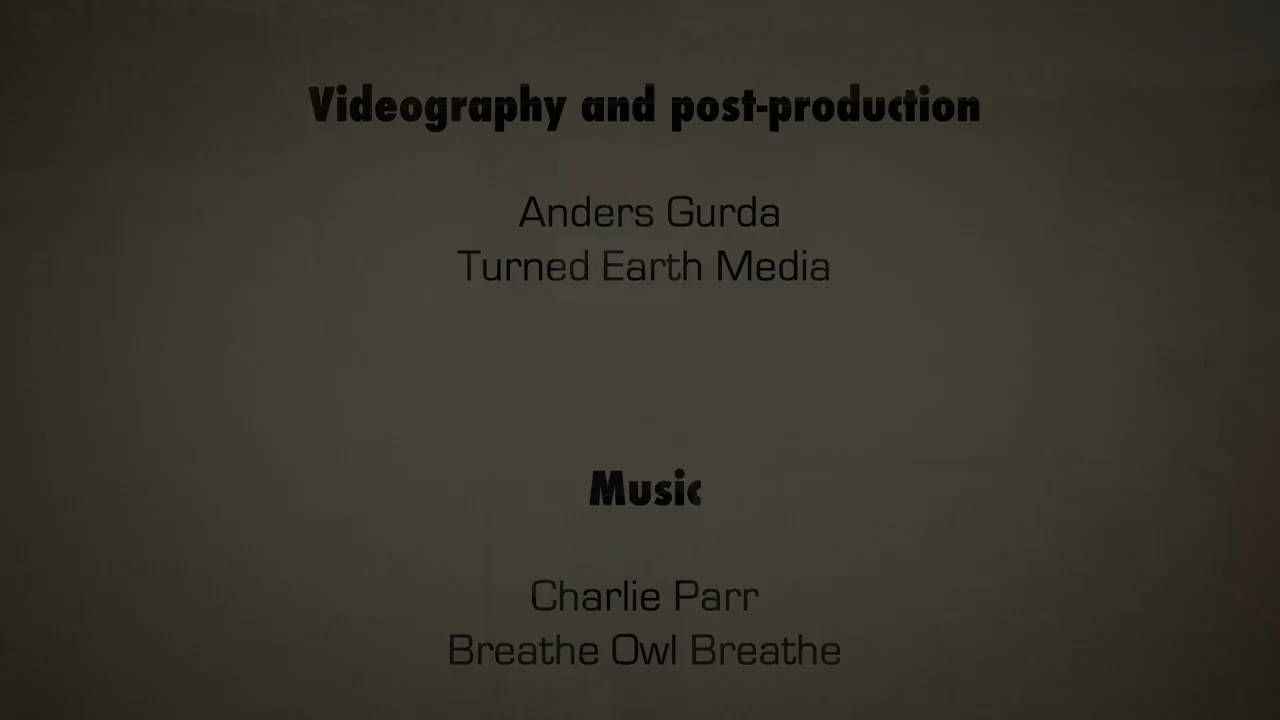 Videography and post-production
Anders Gurda
Turned Earth Media
Music
Charlie Parr
Breathe Owl Breathe